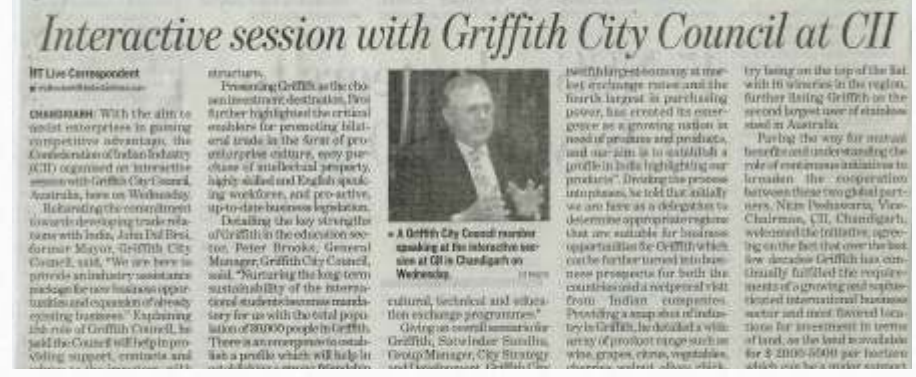 Interactive session with Griffith City Council at CII
HT Live Correspondent
CHANDIGARH: With the aim to
assist enterprises in gaining
competitive advantage, the
Confederation of Indian Industry
(CII) organised an interactive
session with Griffith City Council,
Australia, here on Wednesday.
Reiterating the commitment
towards developing trade rela-
tions with India, John Dal Broi,
former Mayor, Griffith City
Council, said, "We are here to
provide an industry assistance
package for new business oppor-
tunities and expansion of already
existing business." Explaining
the role of Griffith Council, he
said the Council will help in pro-
viding support, contacts and
structure.
Presenting Griffith as the cho-
sen investment destination, Broi
further highlighted the critical
enablers for promoting bilat-
eral trade in the form of pro
enterprise culture, easy pur-
chase of intellectual property,
highly skilled and English speak-
ing workforce, and pro-active,
up-to-date business legislation.
Detailing the key strengths
of Griffith in the education sec-
tor, Peter Brooks, General
Manager, Griffith City Council,
said, "Nurturing the long-term
sustainability of the interna-
tional students becomes manda-
tory for us with the total popu-
lation of people in Griffith.
There is an emergence to estab-
lish a profile which will help in
establishing a strong friendship
A Griffith City Council member
speaking at the interactive ses-
sion at CII in Chandigarh on
Wednesday.
cultural, technical and educa-
tion exchange programmes."
Giving an overall scenario for
Griffith, Satwinder Sandhu,
Group Manager, City Strategy
and Development, Griffith City
twelfth largest economy at mar-
ket exchange rates and the
fourth largest in purchasing
power, has created its emer-
gence as a growing nation in
need of produce and products,
and our aim is to establish a
profile in India highlighting our
products". Dividing the process
into phases, he told that initially
we are here as a delegation to
determine appropriate regions
that are suitable for business
opportunities for Griffith which
can be further turned into busi-
ness prospects for both the
countries and a reciprocal visit
from Indian companies.
Providing a snap shot of indus-
try in Griffith, he detailed a wide
array of product range such as
wine, grapes, citrus, vegetables,
cherries, walnut, olives, chick-
try being on the top of the list
with 16 wineries in the region,
further listing Griffith as the
second largest user of stainless
steel in Australia.
Paving the way for mutual
benefits and understanding the
role of continuous initiatives to
broaden the cooperation
between these two global part-
ners, Peshawaria, Vice-
Chairman, CII, Chandigarh,
welcomed the initiative, agree-
ing on the fact that over the last
few decades Griffith has con-
tinually fulfilled the require-
ments of a growing and sophis-
ticated international business
sector and most favored loca-
tions for investment in terms
of land, as the land is available
for $ per hectare
which can be a major support